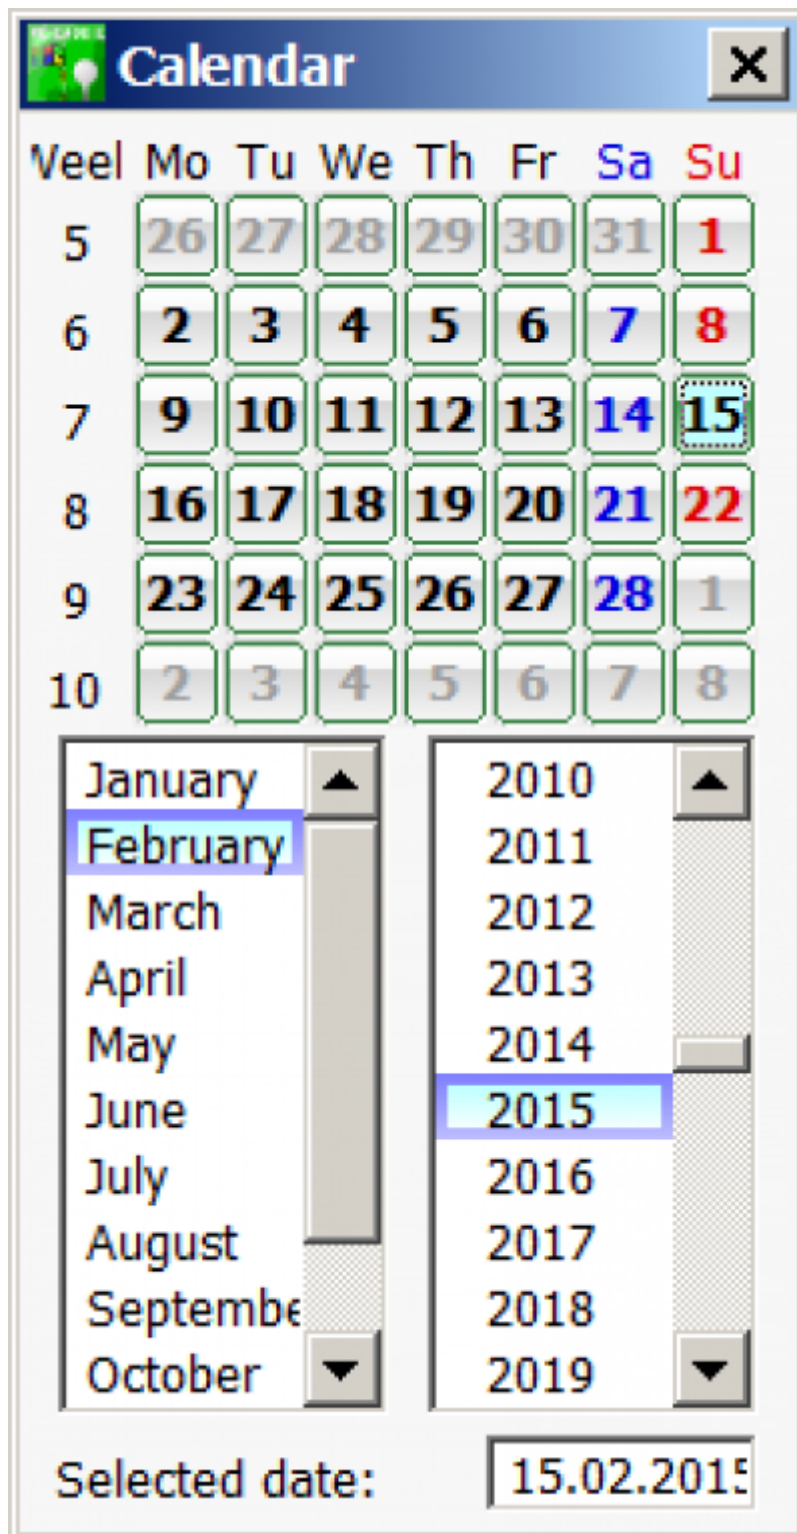 Calendar
Weel Mo Tu We Th Fr Sa Su
5 26 27 28 29 30 31 1
6 2 3 4 5 6 7 8
7 9 10 11 12 13 14 15
8 16 17 18 19 20 21 22
9 23 24 25 26 27 28 1
10 2 3 4 5 6 7 8
January
February
March
April
May
June
July
August
Septembe
October
2010
2011
2012
2013
2014
2015
2016
2017
2018
2019
Selected date: 15.02.2015